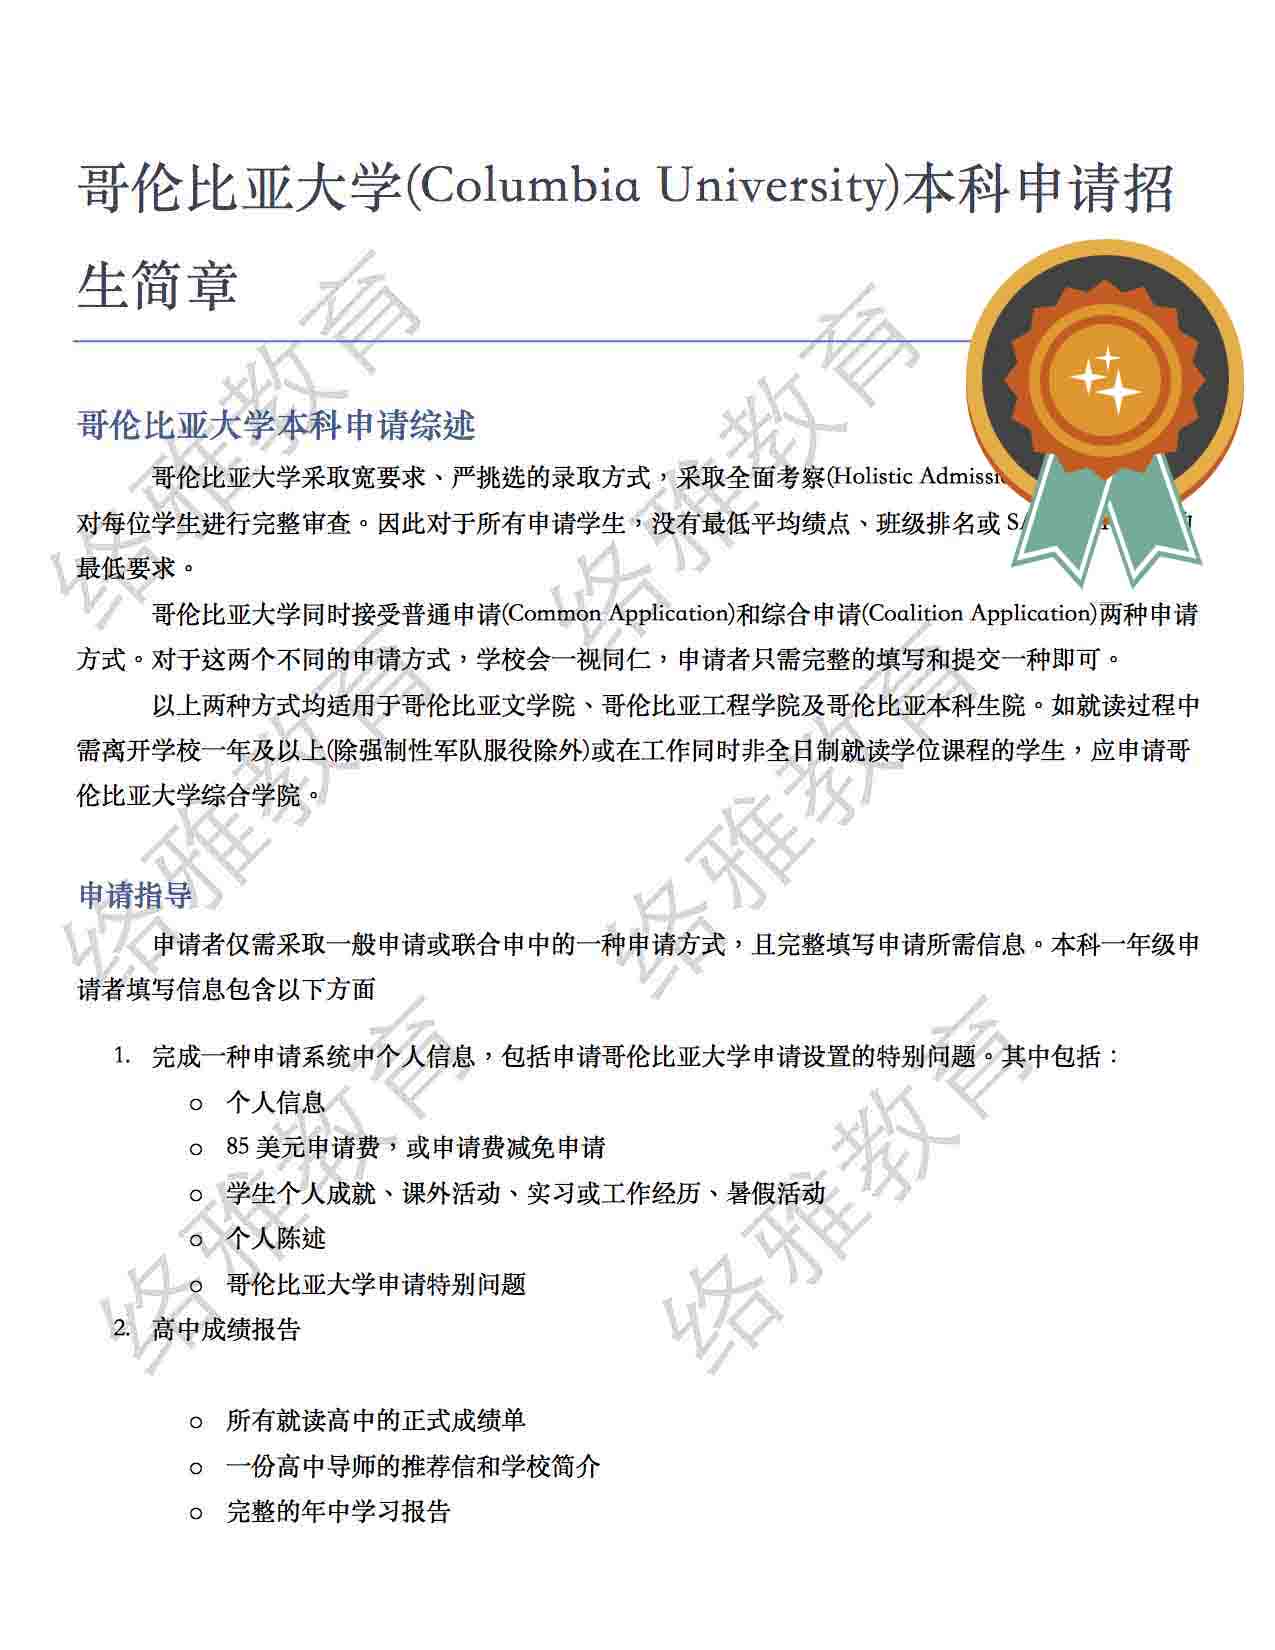 哥伦比亚大学(Columbia University)本科申请招
生简章
哥伦比亚大学本科申请综述
哥伦比亚大学采取宽要求、严挑选的录取方式，采取全面考察(Holistic
对每位学生进行完整审查。因此对于所有申请学生，没有最低平均绩点、班级排名或
最低要求。
哥伦比亚大学同时接受普通申请(Common Application)和综合申请(Coalition Application)两种申请
方式。对于这两个不同的申请方式，学校会一视同仁，申请者只需完整的填写和提交一种即可。
以上两种方式均适用于哥伦比亚文学院、哥伦比亚工程学院及哥伦比亚本科生院。如就读过程中
需离开学校一年及以上(除强制性军队服役除外)或在工作同时非全日制就读学位课程的学生，应申请哥
伦比亚大学综合学院。
申请指导
申请者仅需采取一般申请或联合申中的一种申请方式，且完整填写申请所需信息。本科一年级申
请者填写信息包含以下方面
1. 完成一种申请系统中个人信息，包括申请哥伦比亚大学申请设置的特别问题。其中包括：
o 个人信息
o 85 美元申请费，或申请费减免申请
o 学生个人成就、课外活动、实习或工作经历、暑假活动
o 个人陈述
o 哥伦比亚大学申请特别问题
2. 高中成绩报告
o 所有就读高中的正式成绩单
o 一份高中导师的推荐信和学校简介
o 完整的年中学习报告
络雅教育
络雅教育
络雅教育
络雅教育
络雅教育
络雅教育